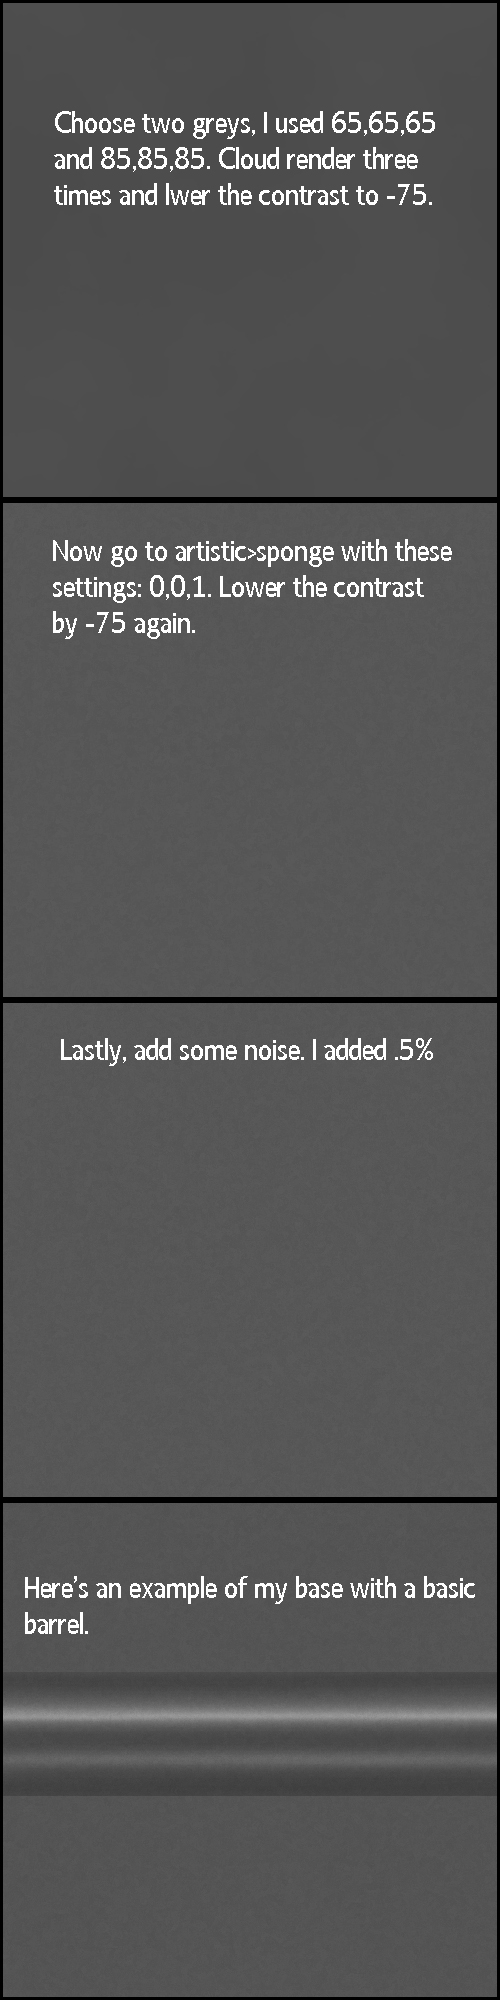 Choose two greys, I used 65,65,65
and 85,85,85. Cloud render three
times and lwer the contrast to -75.
Now go to artistic>sponge with these
settings: 0,0,1. Lower the contrast
by -75 again.
Lastly, add some noise. I added .5%
Here's an example of my base with a basic
barrel.